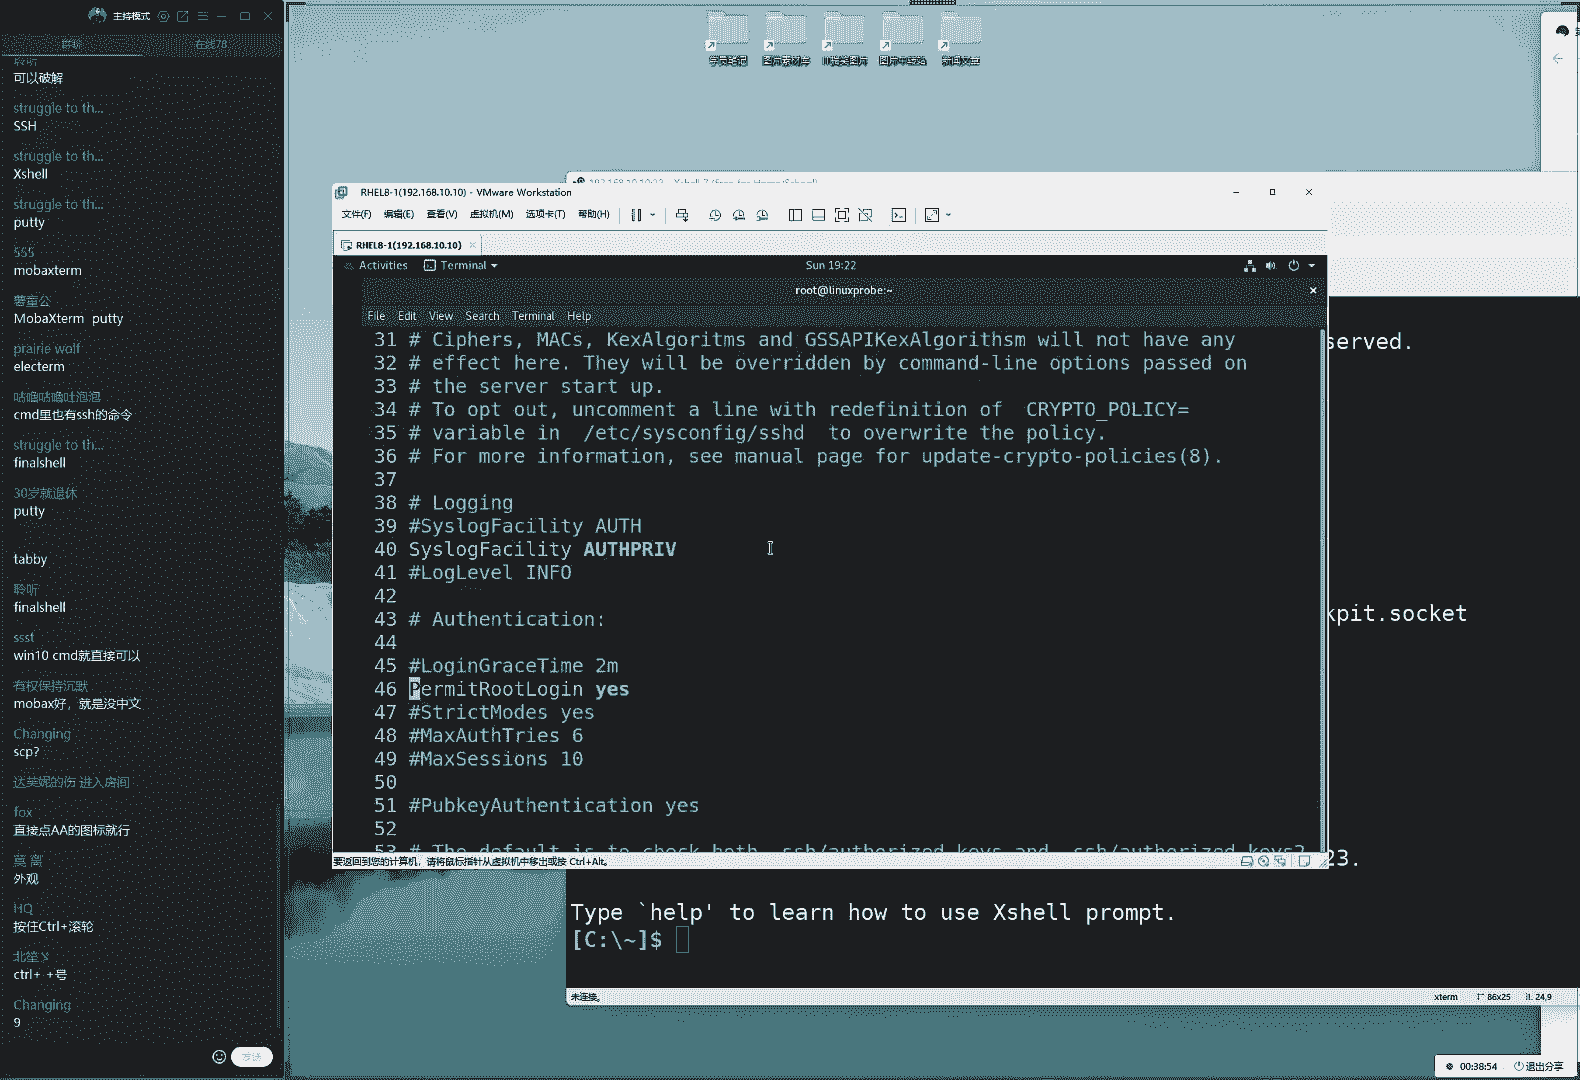 主持模式
在线78
聆听
可以破解
struggle to th...
SSH
struggle to th...
Xshell
struggle to th...
putty
555
mobaxterm
MobaXterm putty
prairie wolf
electerm
咕噜咕噜吐泡泡
cmd里也有ssh的命令
struggle to th...
finalshell
30岁就退休
putty
tabby
聆听
finalshell
ssst
win10 cmd就直接可以
有权保持沉默
mobax好，就是没中文
Changing
scp?
达芙妮的伤 进入房间
fox
直接点AA的图标就行
外观
HQ
按住Ctrl+滚轮
ctrl+ +号
Changing
9
发送
RHEL8-1(192.168.10.10) - VMware Workstation
文件(F) 编辑(E) 查看(V) 虚拟机(M) 选项卡(T) 帮助(H)
RHEL8-1(192.168.10.10)
Activities Terminal Sun 19:22
root@linuxprobe:~
File Edit View Search Terminal Help
31 # Ciphers, MACs, KexAlgoritms and GSSAPIKexAlgorithsm will not have any
32 # effect here. They will be overridden by command-line options passed on
33 # the server start up.
34 # To opt out, uncomment a line with redefinition of  CRYPTO_POLICY=
35 # variable in  /etc/sysconfig/sshd  to overwrite the policy.
36 # For more information, see manual page for update-crypto-policies(8).
37
38 # Logging
39 #SyslogFacility AUTH
40 SyslogFacility AUTHPRIV
41 #LogLevel INFO
42
43 # Authentication:
44
45 #LoginGraceTime 2m
46 PermitRootLogin yes
47 #StrictModes yes
48 #MaxAuthTries 6
49 #MaxSessions 10
50
51 #PubkeyAuthentication yes
52
53 # The default is to check both .ssh/authorized_keys and .ssh/authorized_keys2
要返回到您的计算机，请将鼠标指针从虚拟机中移出或按 Ctrl+Alt。
served.
kpit.socket
23.
Type `help' to learn how to use Xshell prompt.
[C:\~]$
未连接。
xterm 86x25 24,9
00:38:54 退出分享